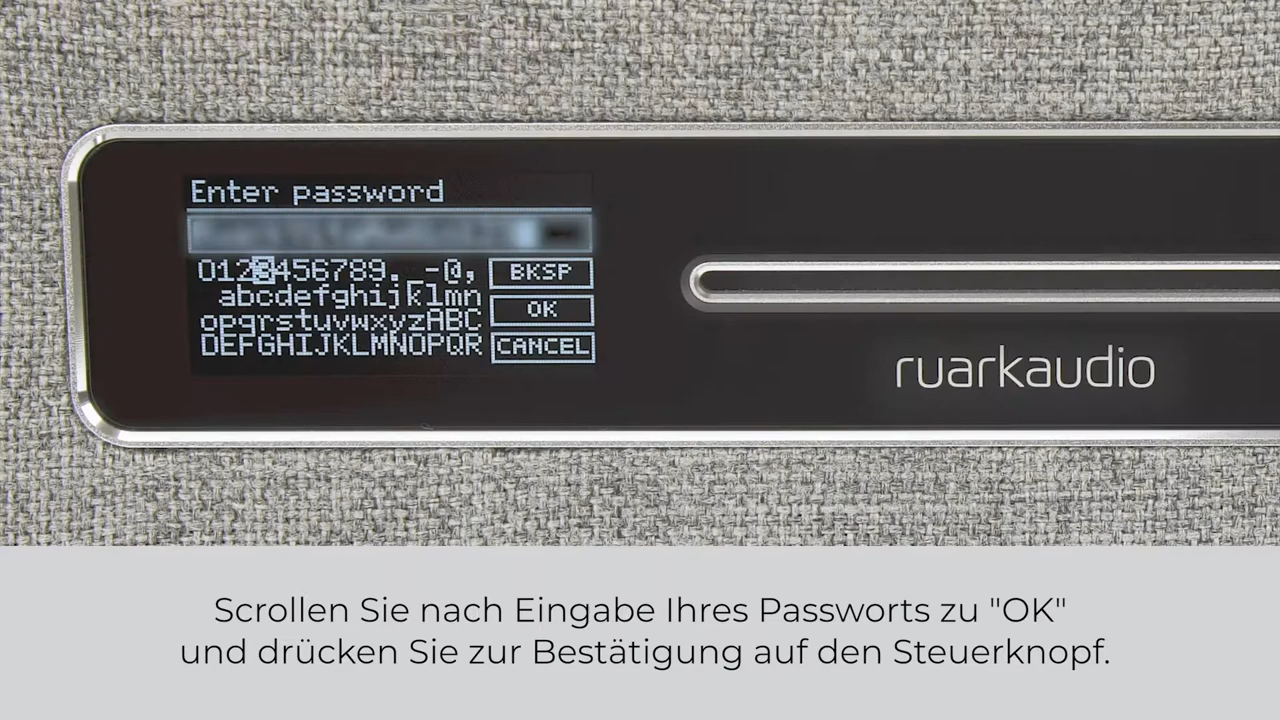 Enter password
0123456789. -@, BKSP
abcdefghijklmn
opqrstuvwxyzABC OK
DEFGHIJKLMNOPQR CANCEL
ruarkaudio
Scrollen Sie nach Eingabe Ihres Passworts zu "OK"
und drücken Sie zur Bestätigung auf den Steuerknopf.